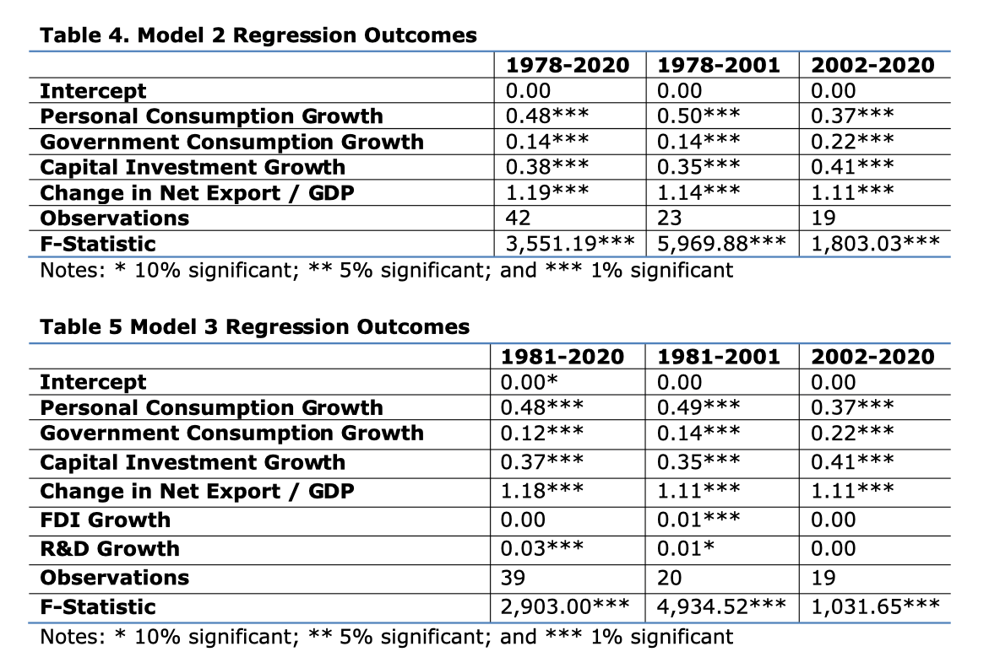 Table 4. Model 2 Regression Outcomes
1978-2020 1978-2001 2002-2020
Intercept 0.00 0.00 0.00
Personal Consumption Growth 0.48*** 0.50*** 0.37***
Government Consumption Growth 0.14*** 0.14*** 0.22***
Capital Investment Growth 0.38*** 0.35*** 0.41***
Change in Net Export / GDP 1.19*** 1.14*** 1.11***
Observations 42 23 19
F-Statistic 3,551.19*** 5,969.88*** 1,803.03***
Notes: * 10% significant; ** 5% significant; and *** 1% significant
Table 5 Model 3 Regression Outcomes
1981-2020 1981-2001 2002-2020
Intercept 0.00* 0.00 0.00
Personal Consumption Growth 0.48*** 0.49*** 0.37***
Government Consumption Growth 0.12*** 0.14*** 0.22***
Capital Investment Growth 0.37*** 0.35*** 0.41***
Change in Net Export / GDP 1.18*** 1.11*** 1.11***
FDI Growth 0.00 0.01*** 0.00
R&D Growth 0.03*** 0.01* 0.00
Observations 39 20 19
F-Statistic 2,903.00*** 4,934.52*** 1,031.65***
Notes: * 10% significant; ** 5% significant; and *** 1% significant